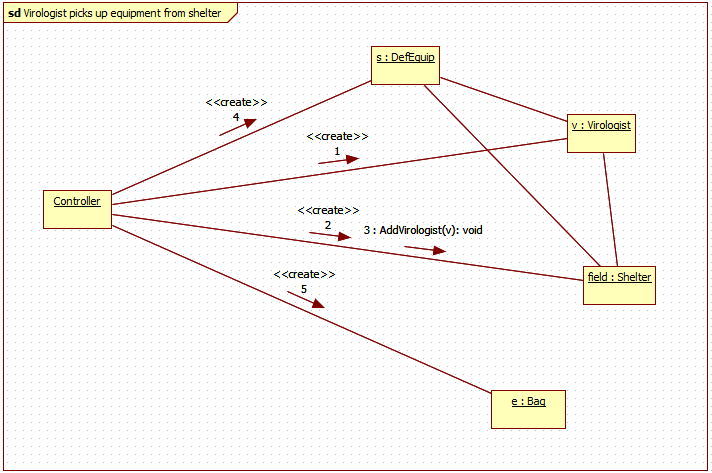 sd Virologist picks up equipment from shelter
s : DefEquip
<<create>>
4
v : Virologist
<<create>>
1
Controller
<<create>>
2
3 : AddVirologist(v): void
<<create>>
5
field : Shelter
e : Bag